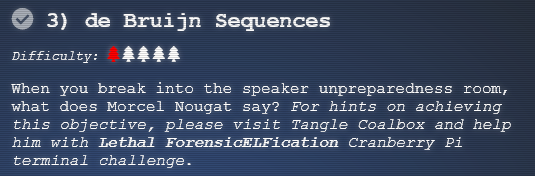 3) de Bruijn Sequences
Difficulty:
When you break into the speaker unpreparedness room,
what does Morcel Nougat say? For hints on achieving
this objective, please visit Tangle Coalbox and help
him with Lethal ForensicELFication Cranberry Pi
terminal challenge.